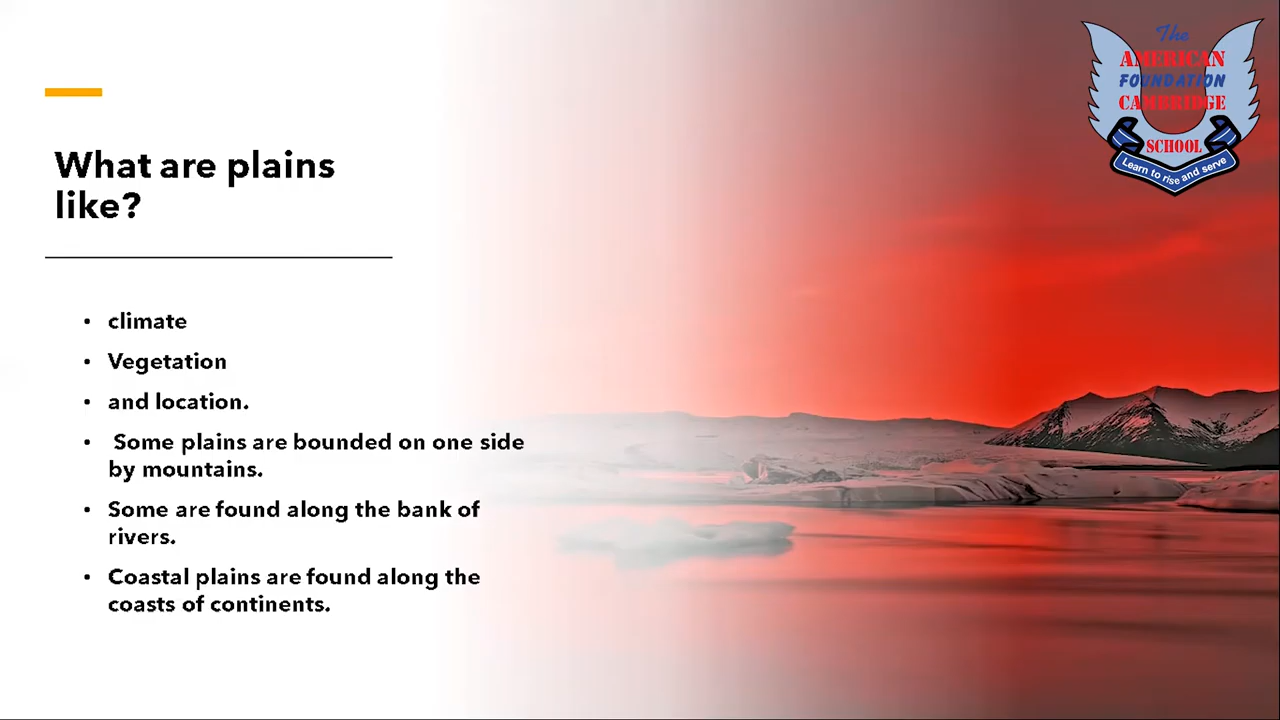 The
AMERICAN
FOUNDATION
CAMBRIDGE
SCHOOL
Learn to rise and serve
What are plains
like?
• climate
• Vegetation
• and location.
• Some plains are bounded on one side
by mountains.
• Some are found along the bank of
rivers.
• Coastal plains are found along the
coasts of continents.